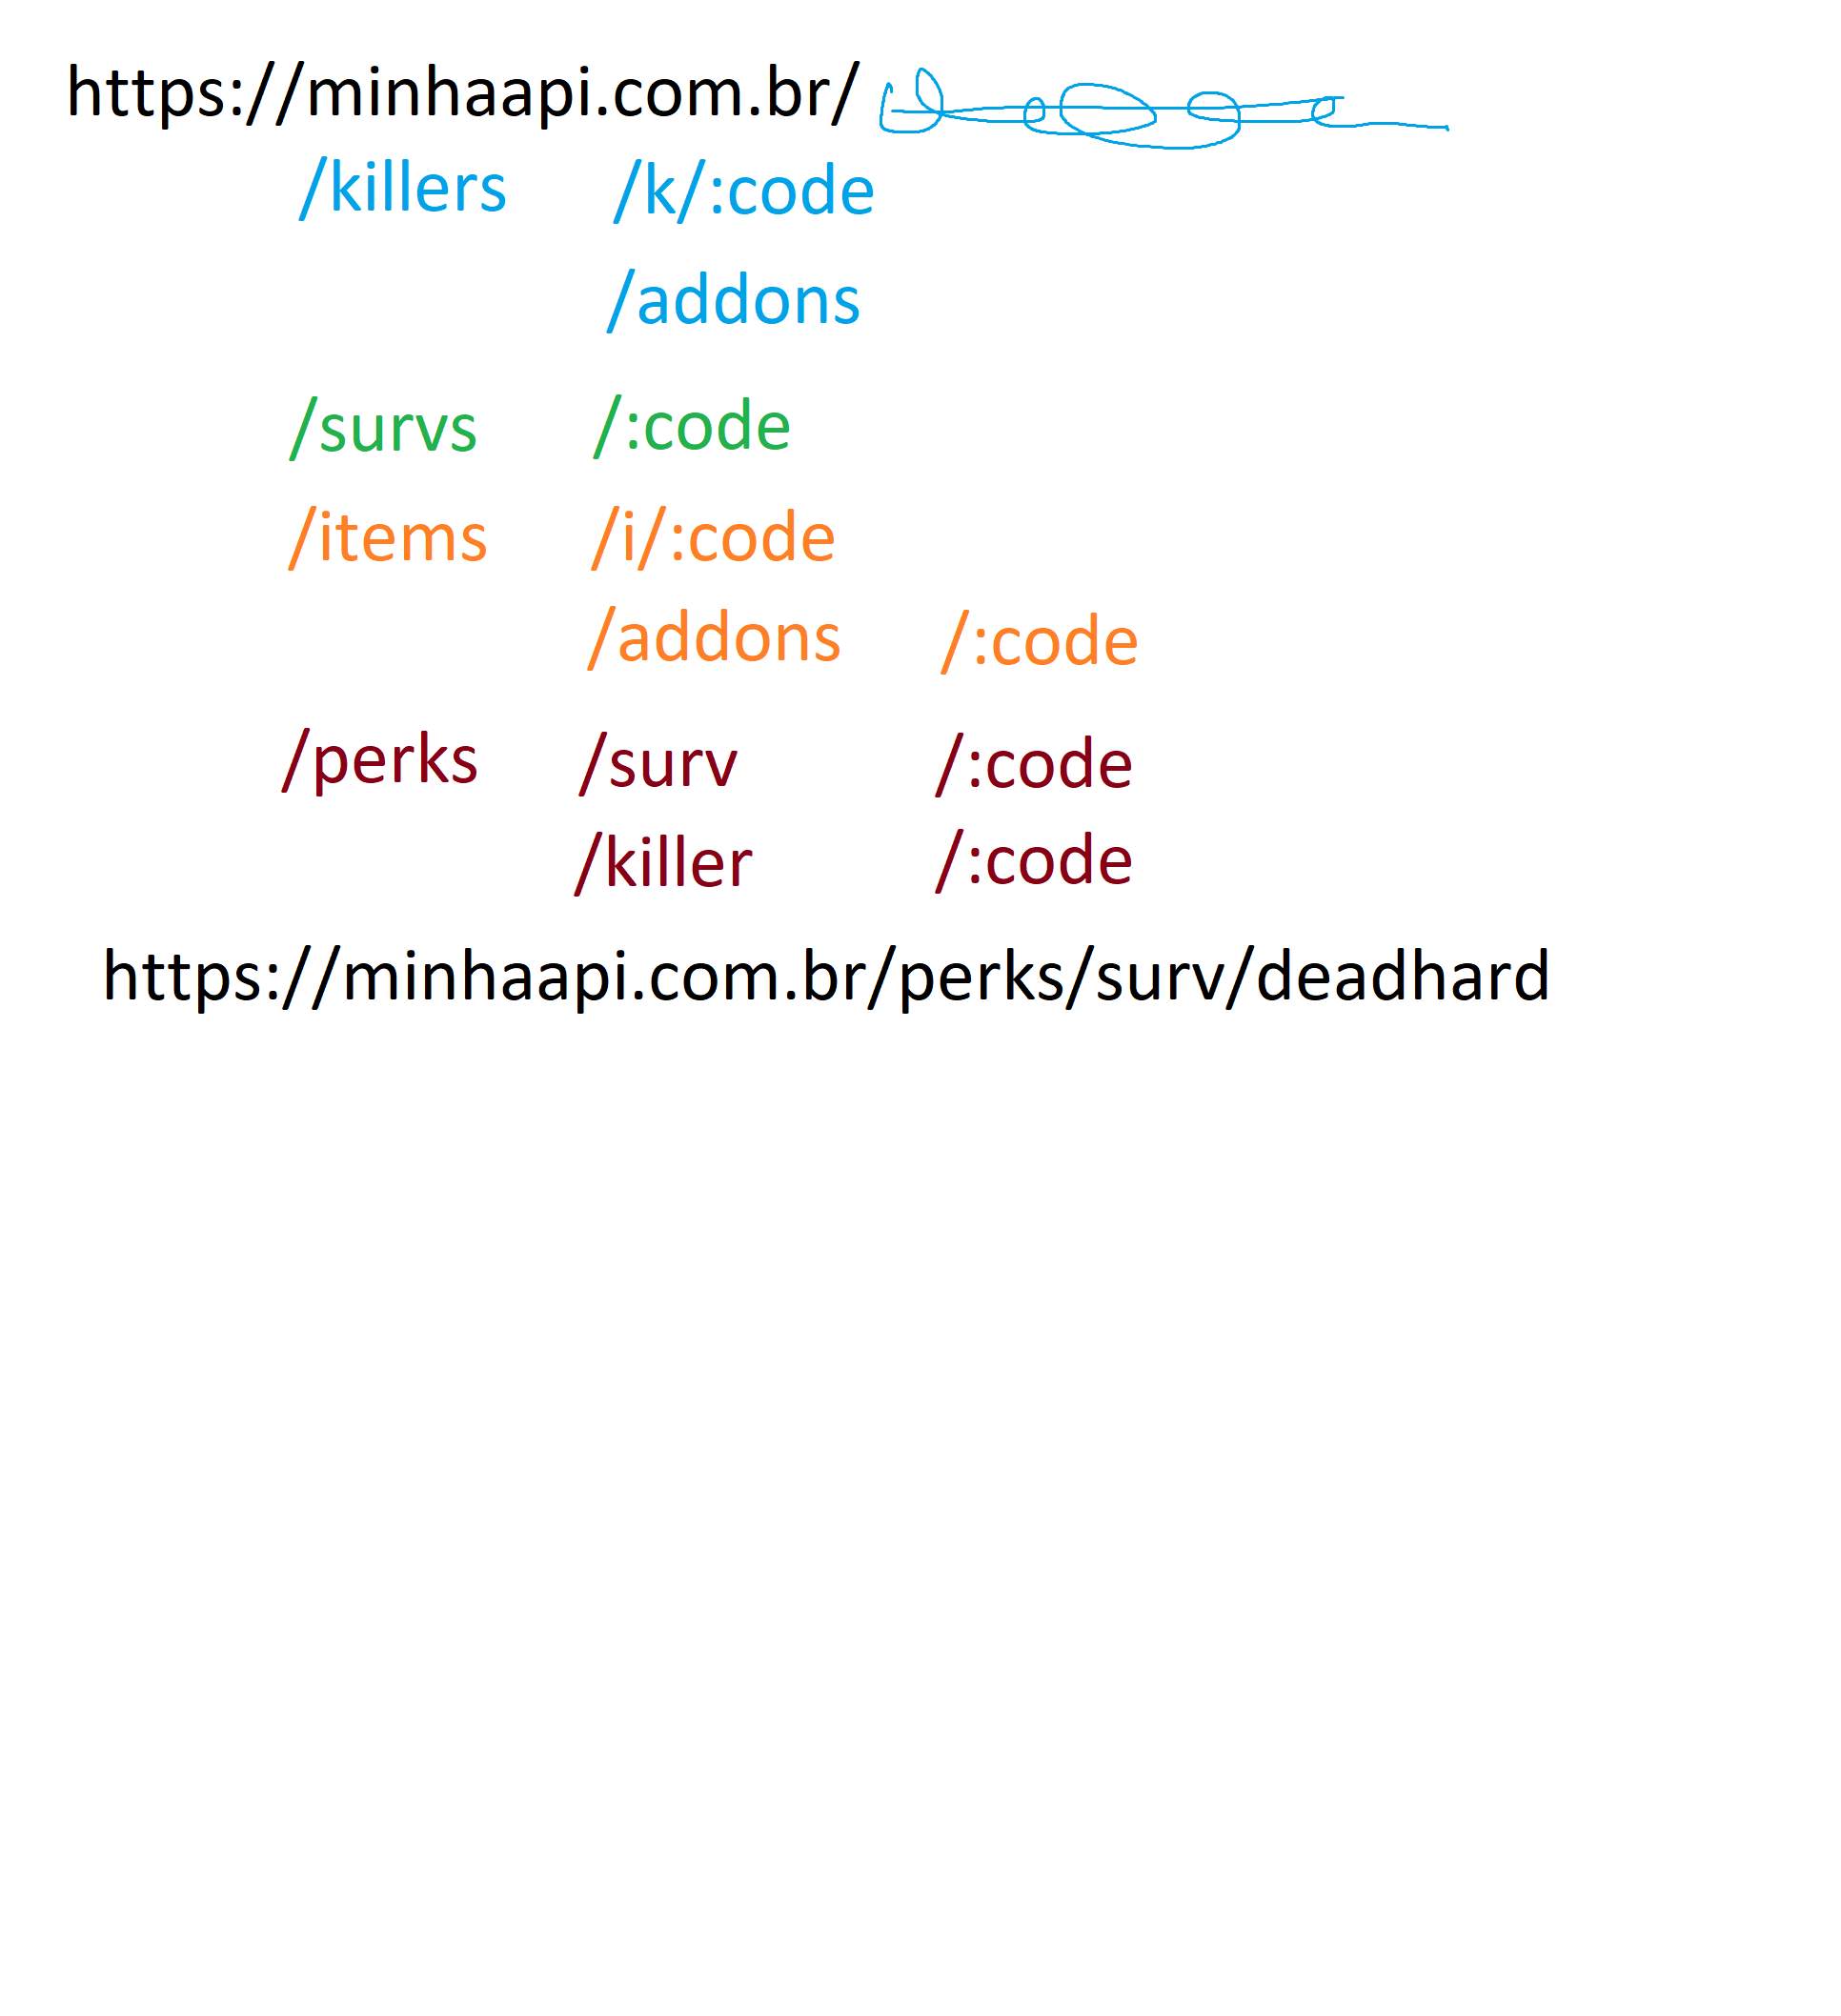 https://minhaapi.com.br/
/killers /k/:code
/addons
/survs /:code
/items /i/:code
/addons /:code
/perks /surv /:code
/killer /:code
https://minhaapi.com.br/perks/surv/deadhard